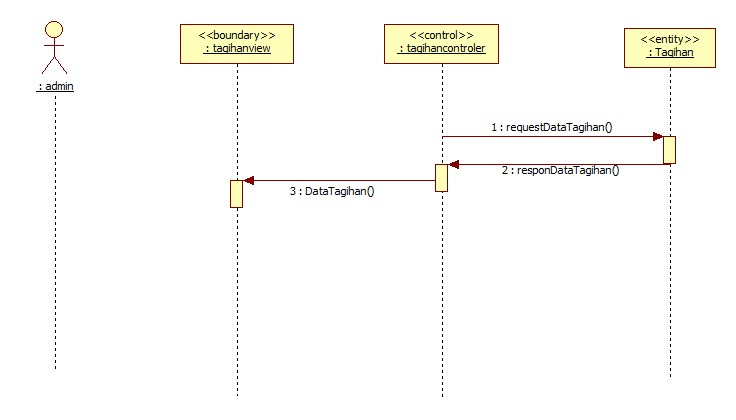 <<boundary>>
: tagihanview
<<control>>
: tagihancontroler
<<entity>>
: Tagihan
: admin
1 : requestDataTagihan()
2 : responDataTagihan()
3 : DataTagihan()